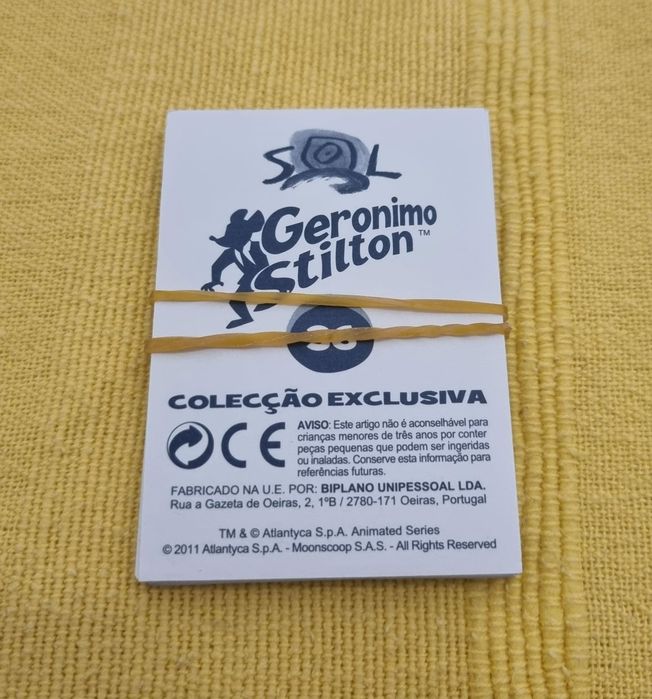 SOL
Geronimo
Stilton™
COLECÇÃO EXCLUSIVA
CE
AVISO: Este artigo não é aconselhável para
crianças menores de três anos por conter
peças pequenas que podem ser ingeridas
ou inaladas. Conserve esta informação para
referências futuras.
FABRICADO NA U.E. POR: BIPLANO UNIPESSOAL LDA.
Rua a Gazeta de Oeiras, 2, 1ºB / 2780-171 Oeiras, Portugal
TM & © Atlantyca S.p.A. Animated Series
© 2011 Atlantyca S.p.A. - Moonscoop S.A.S. - All Rights Reserved